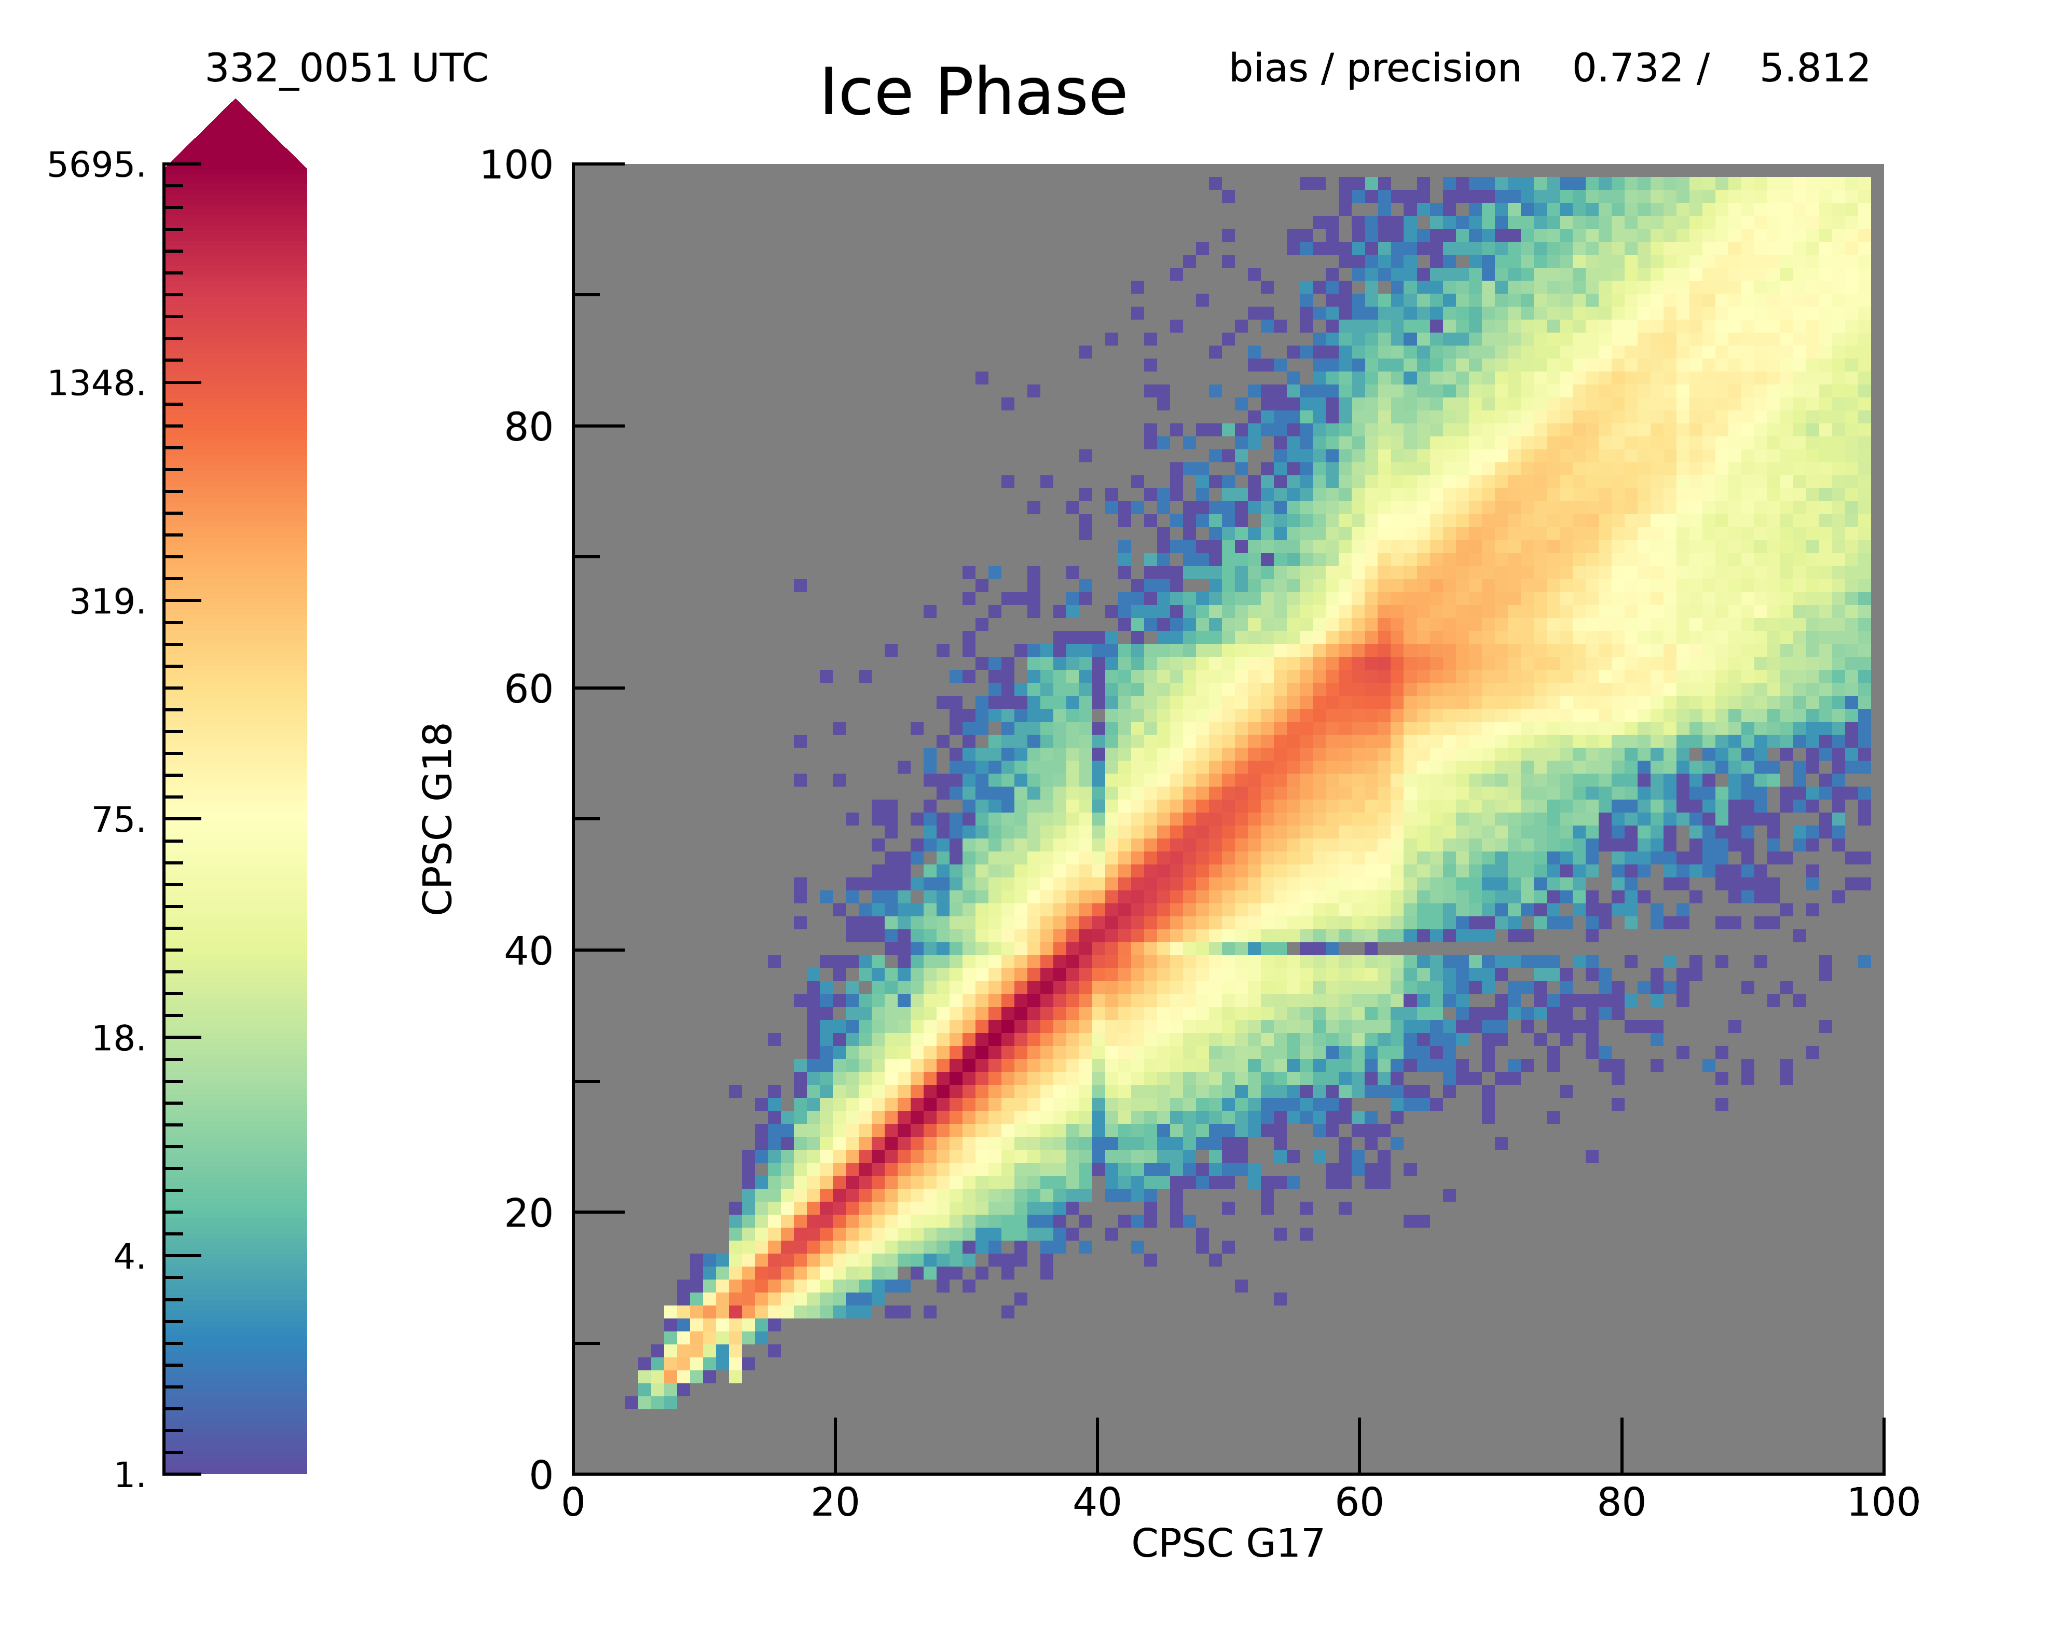 332_0051 UTC
Ice Phase
bias / precision 0.732 / 5.812
5695.
1348.
319.
75.
18.
4.
1.
CPSC G18
100
80
60
40
20
0
0 20 40 60 80 100
CPSC G17